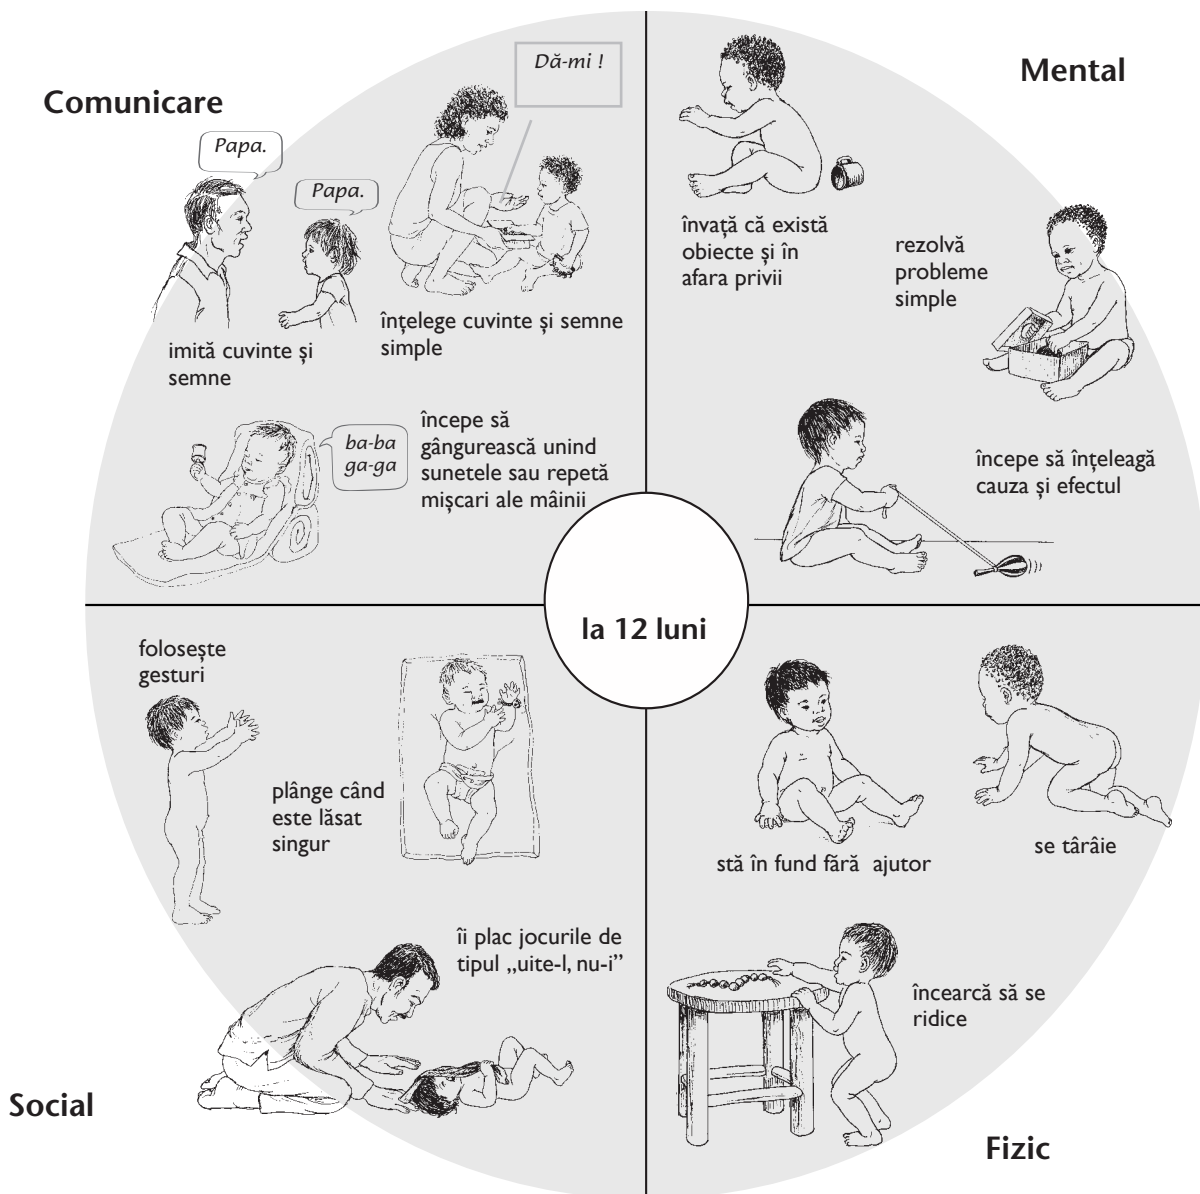 Comunicare
Papa.
Papa.
Dă-mi !
imită cuvinte și
semne
înțelege cuvinte și semne
simple
ba-ba
ga-ga
începe să
gângurească unind
sunetele sau repetă
mișcari ale mâinii
Mental
învață că există
obiecte și în
afara privii
rezolvă
probleme
simple
începe să înțeleagă
cauza și efectul
la 12 luni
folosește
gesturi
plânge când
este lăsat
singur
îi plac jocurile de
tipul „uite-l, nu-i”
Social
stă în fund fără ajutor
se târâie
încearcă să se
ridice
Fizic